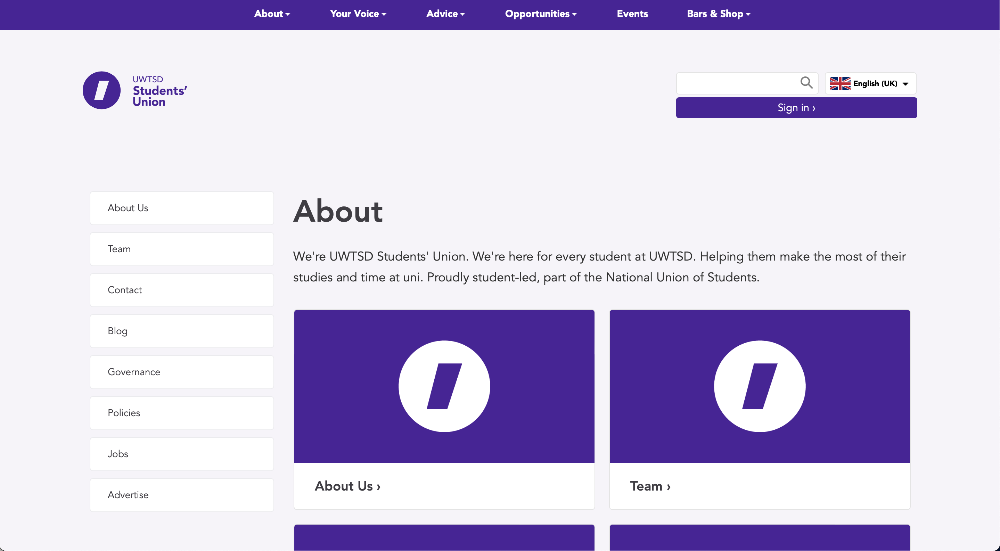 About
Your Voice
Advice
Opportunities
Events
Bars & Shop
UWTSD
Students’
Union
English (UK)
Sign in ›
About Us
Team
Contact
Blog
Governance
Policies
Jobs
Advertise
About
We're UWTSD Students' Union. We're here for every student at UWTSD. Helping them make the most of their
studies and time at uni. Proudly student-led, part of the National Union of Students.
About Us ›
Team ›